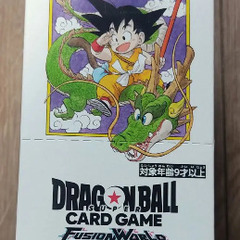 対象年齢9才以上
DRAGON BALL
SUPER
CARD GAME
FUSION WORLD